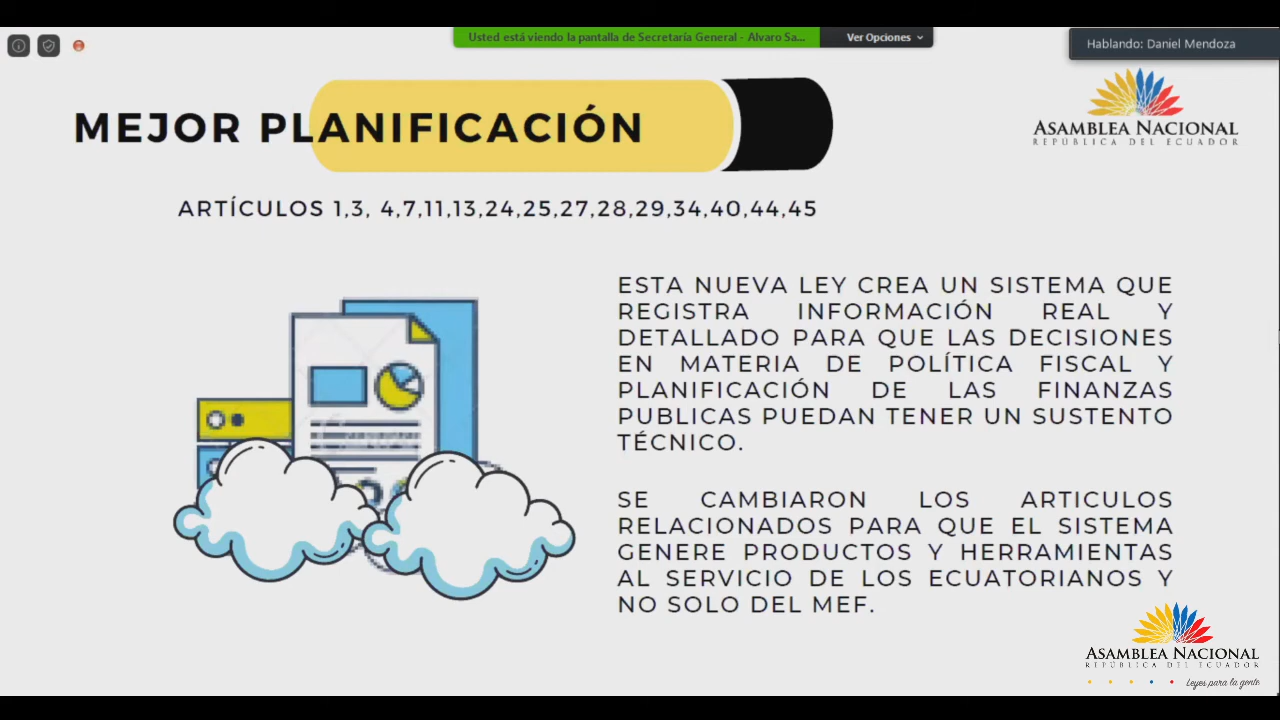 Usted está viendo la pantalla de Secretaría General - Alvaro Sa...
Ver Opciones
Hablando: Daniel Mendoza
MEJOR PLANIFICACIÓN
ASAMBLEA NACIONAL
REPÚBLICA DEL ECUADOR
ARTÍCULOS 1,3, 4,7,11,13,24,25,27,28,29,34,40,44,45
ESTA NUEVA LEY CREA UN SISTEMA QUE
REGISTRA INFORMACIÓN REAL Y
DETALLADO PARA QUE LAS DECISIONES
EN MATERIA DE POLÍTICA FISCAL Y
PLANIFICACIÓN DE LAS FINANZAS
PUBLICAS PUEDAN TENER UN SUSTENTO
TÉCNICO.
SE CAMBIARON LOS ARTICULOS
RELACIONADOS PARA QUE EL SISTEMA
GENERE PRODUCTOS Y HERRAMIENTAS
AL SERVICIO DE LOS ECUATORIANOS Y
NO SOLO DEL MEF.
ASAMBLEA NACIONAL
REPÚBLICA DEL ECUADOR
Leyes para la gente